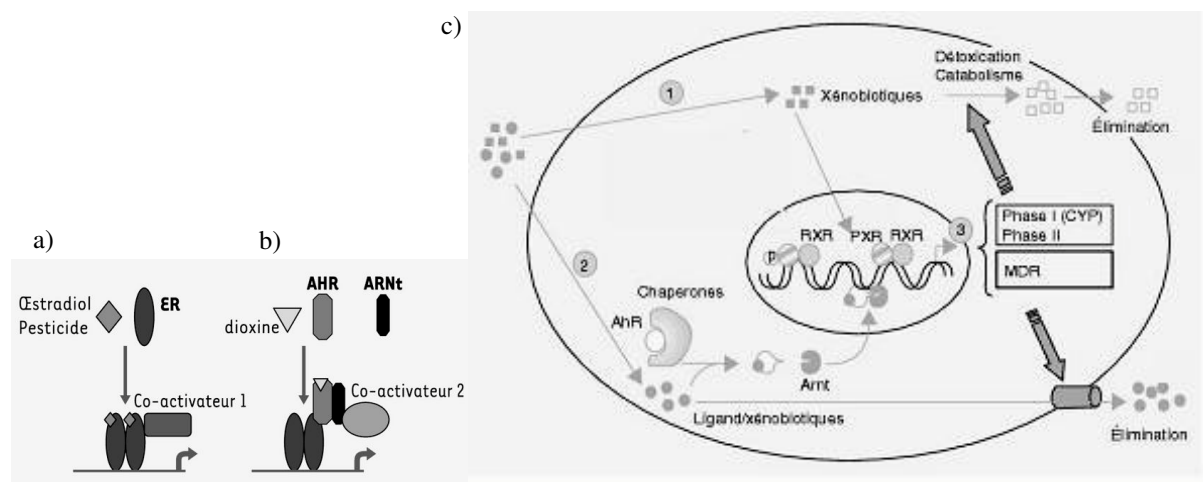 a)
Œstradiol
Pesticide
ER
Co-activateur 1
b)
AHR
ARNt
dioxine
Co-activateur 2
c)
1
Xénobiotiques
Détoxication
Catabolisme
Élimination
2
Chaperones
AhR
p
RXR
PXR
RXR
3
Phase I (CYP)
Phase II
MDR
Arnt
Ligand/xénobiotiques
Élimination